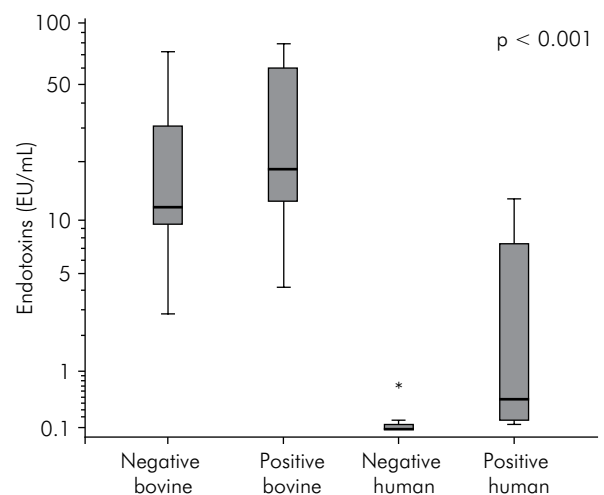 100
p < 0.001
50
Endotoxins (EU/mL)
10
5
1
*
0.1
Negative Positive Negative Positive
bovine bovine human human